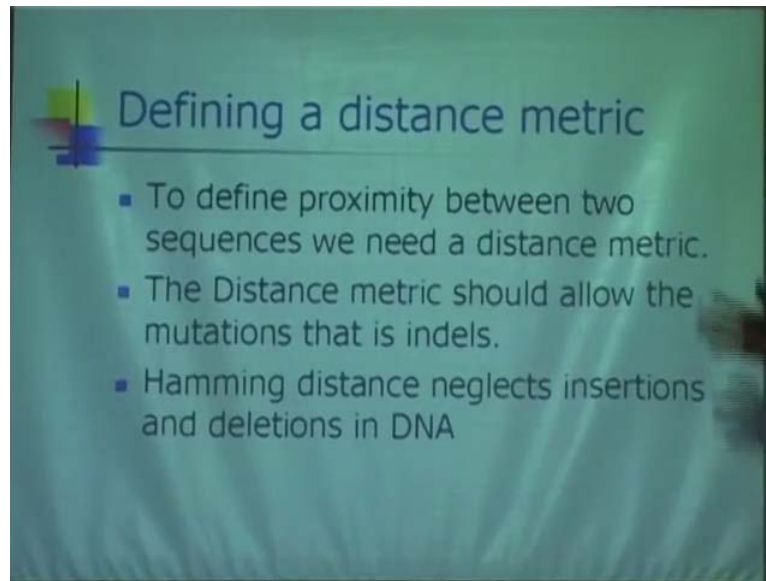 Defining a distance metric
To define proximity between two
sequences we need a distance metric.
The Distance metric should allow the
mutations that is indels.
Hamming distance neglects insertions
and deletions in DNA